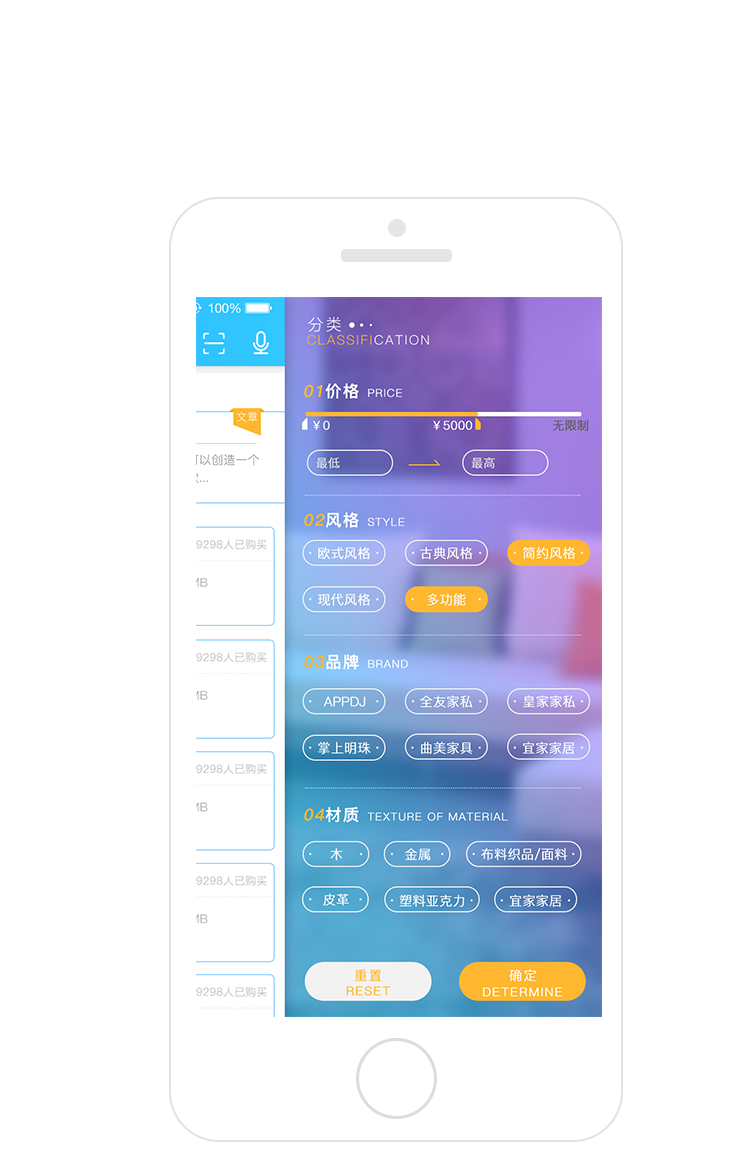 100%
文章
可以创造一个
...
9298人已购买
MB
9298人已购买
MB
9298人已购买
MB
9298人已购买
MB
9298人已购买
分类
CLASSIFICATION
01价格 PRICE
¥0 ¥5000 无限制
最低 最高
02风格 STYLE
欧式风格 古典风格 简约风格
现代风格 多功能
03品牌 BRAND
APPDJ 全友家私 皇家家私
掌上明珠 曲美家具 宜家家居
04材质 TEXTURE OF MATERIAL
木 金属 布料织品/面料
皮革 塑料亚克力 宜家家居
重置 确定
RESET DETERMINE